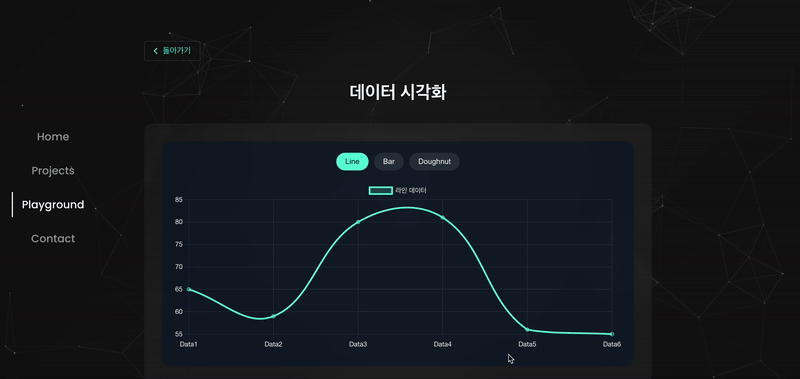 돌아가기
데이터 시각화
Home
Projects
Playground
Contact
Line Bar Doughnut
라인 데이터
85
80
75
70
65
60
55
Data1 Data2 Data3 Data4 Data5 Data6